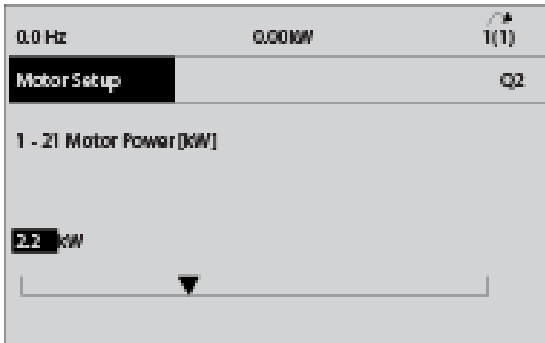 0.0 Hz 0.00kW 1(1)
Motor Setup Q2
1 - 21 Motor Power [kW]
2.2 kW